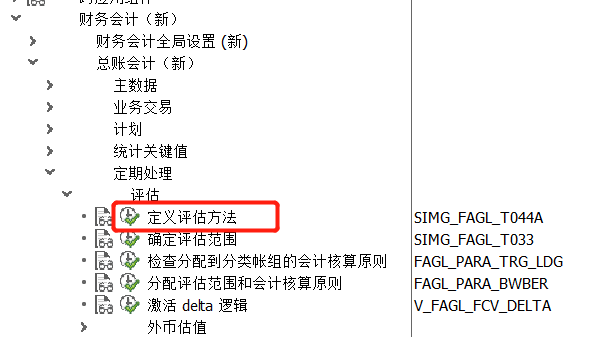 财务会计（新）
财务会计全局设置 (新)
总账会计（新）
主数据
业务交易
计划
统计关键值
定期处理
评估
定义评估方法 SIMG_FAGL_T044A
确定评估范围 SIMG_FAGL_T033
检查分配到分类帐组的会计核算原则 FAGL_PARA_TRG_LDG
分配评估范围和会计核算原则 FAGL_PARA_BWBER
激活 delta 逻辑 V_FAGL_FCV_DELTA
外币估值